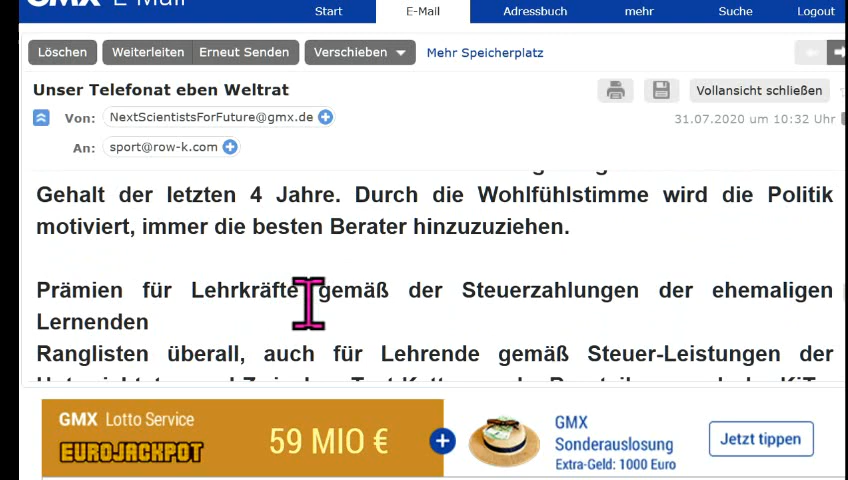 GMX E-Mail
Start E-Mail Adressbuch mehr Suche Logout
Löschen Weiterleiten Erneut Senden Verschieben Mehr Speicherplatz
Unser Telefonat eben Weltrat Vollansicht schließen
Von: NextScientistsForFuture@gmx.de 31.07.2020 um 10:32 Uhr
An: sport@row-k.com
Gehalt der letzten 4 Jahre. Durch die Wohlfühlstimme wird die Politik
motiviert, immer die besten Berater hinzuzuziehen.
Prämien für Lehrkräfte gemäß der Steuerzahlungen der ehemaligen
Lernenden
Ranglisten überall, auch für Lehrende gemäß Steuer-Leistungen der
GMX Lotto Service
EUROJACKPOT
59 MIO €
GMX
Sonderauslosung
Extra-Geld: 1000 Euro
Jetzt tippen